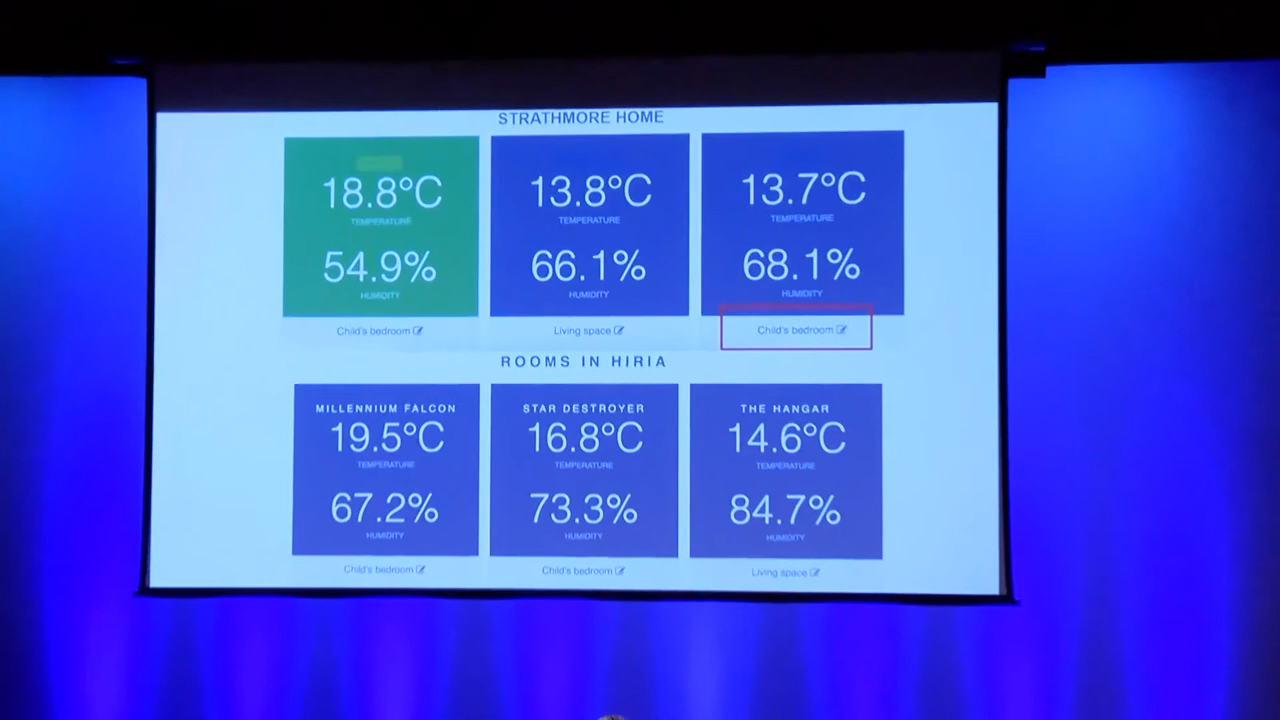 STRATHMORE HOME
18.8°C 13.8°C 13.7°C
TEMPERATURE TEMPERATURE TEMPERATURE
54.9% 66.1% 68.1%
HUMIDITY HUMIDITY HUMIDITY
Child's bedroom Living space Child's bedroom
ROOMS IN HIRIA
MILLENNIUM FALCON STAR DESTROYER THE HANGAR
19.5°C 16.8°C 14.6°C
TEMPERATURE TEMPERATURE TEMPERATURE
67.2% 73.3% 84.7%
HUMIDITY HUMIDITY HUMIDITY
Child's bedroom Child's bedroom Living space